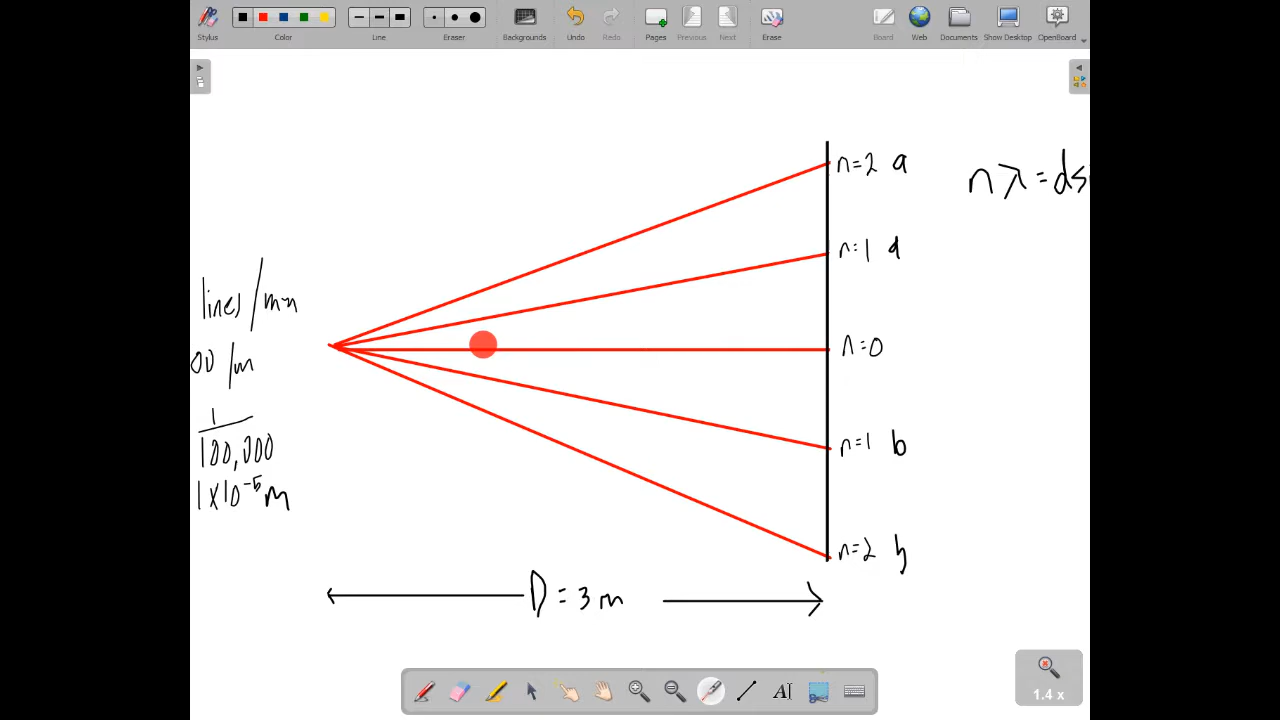 Stylus
Color
Line
Eraser
Backgrounds
Undo
Redo
Pages
Previous
Next
Erase
Board
Web
Documents
Show Desktop
OpenBoard
n=2 a
nλ=ds
n=1 a
lines/mm
n=0
00/m
1
100,000
n=1 b
1x10⁻⁵m
n=2 b
D = 3 m
1.4 x